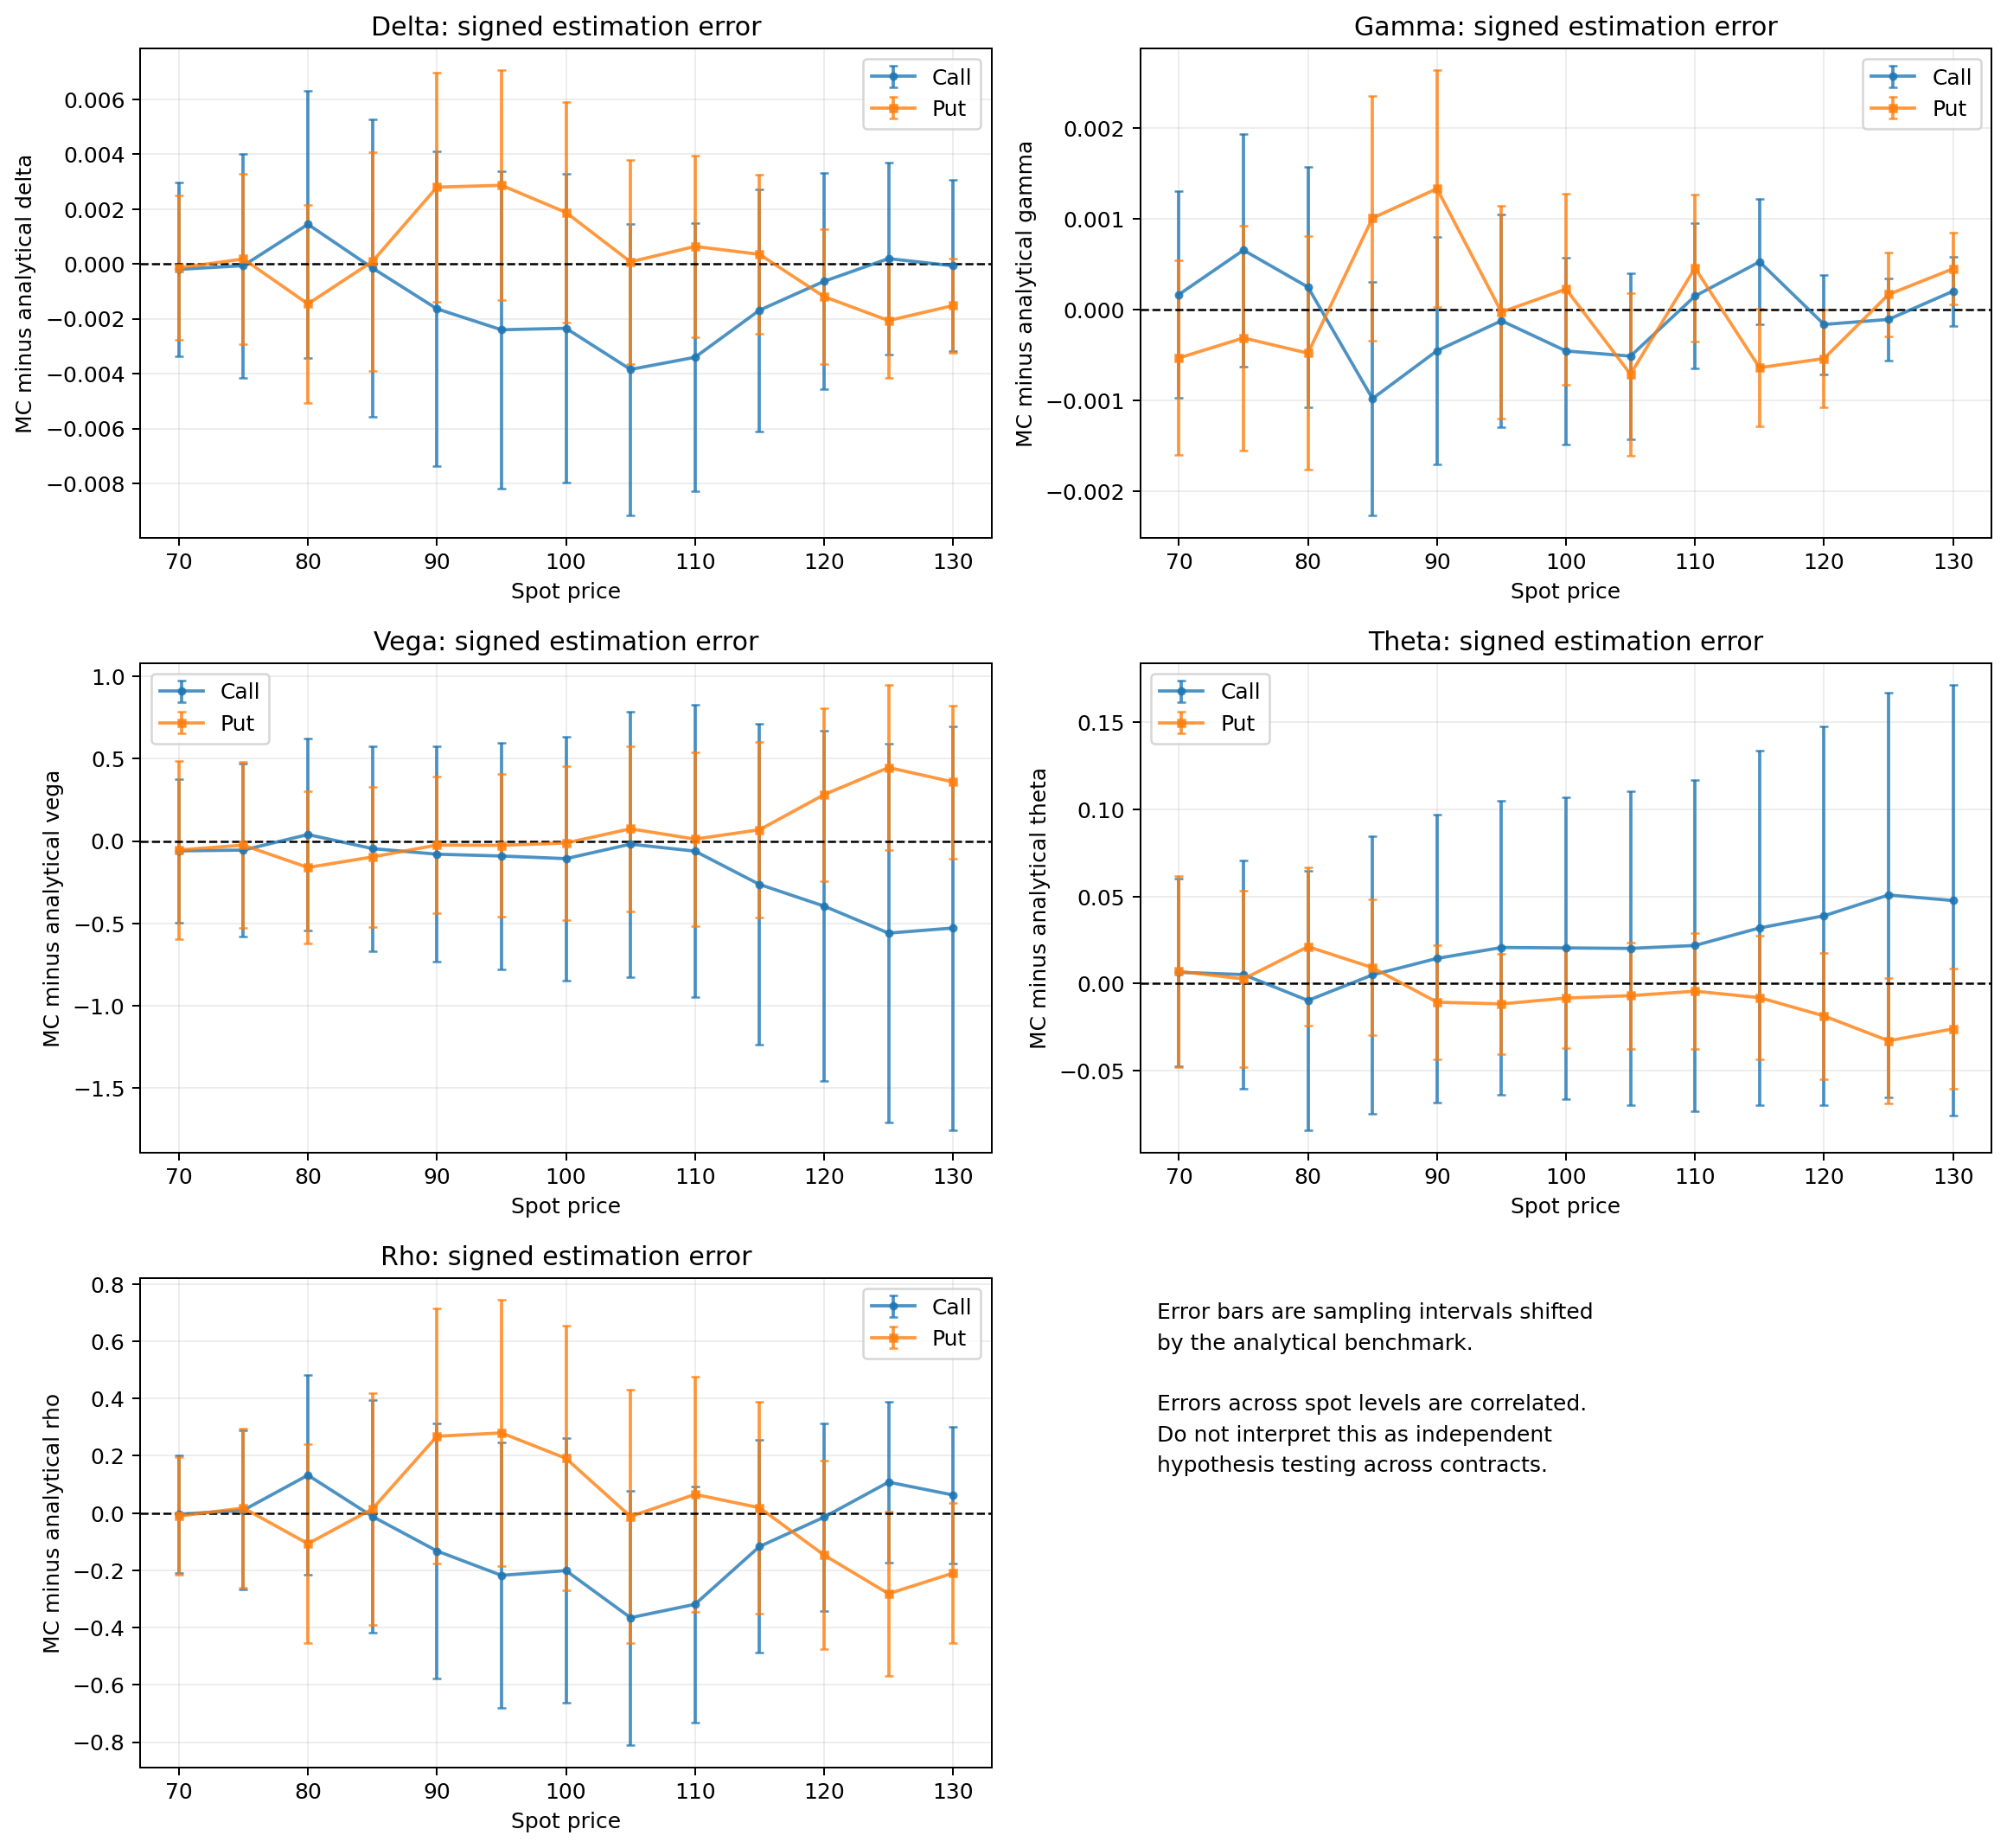 Delta: signed estimation error
MC minus analytical delta
0.006
0.004
0.002
0.000
−0.002
−0.004
−0.006
−0.008
Call
Put
70 80 90 100 110 120 130
Spot price
Gamma: signed estimation error
MC minus analytical gamma
0.002
0.001
0.000
−0.001
−0.002
Call
Put
70 80 90 100 110 120 130
Spot price
Vega: signed estimation error
MC minus analytical vega
1.0
0.5
0.0
−0.5
−1.0
−1.5
Call
Put
70 80 90 100 110 120 130
Spot price
Theta: signed estimation error
MC minus analytical theta
0.15
0.10
0.05
0.00
−0.05
Call
Put
70 80 90 100 110 120 130
Spot price
Rho: signed estimation error
MC minus analytical rho
0.8
0.6
0.4
0.2
0.0
−0.2
−0.4
−0.6
−0.8
Call
Put
70 80 90 100 110 120 130
Spot price
Error bars are sampling intervals shifted
by the analytical benchmark.
Errors across spot levels are correlated.
Do not interpret this as independent
hypothesis testing across contracts.